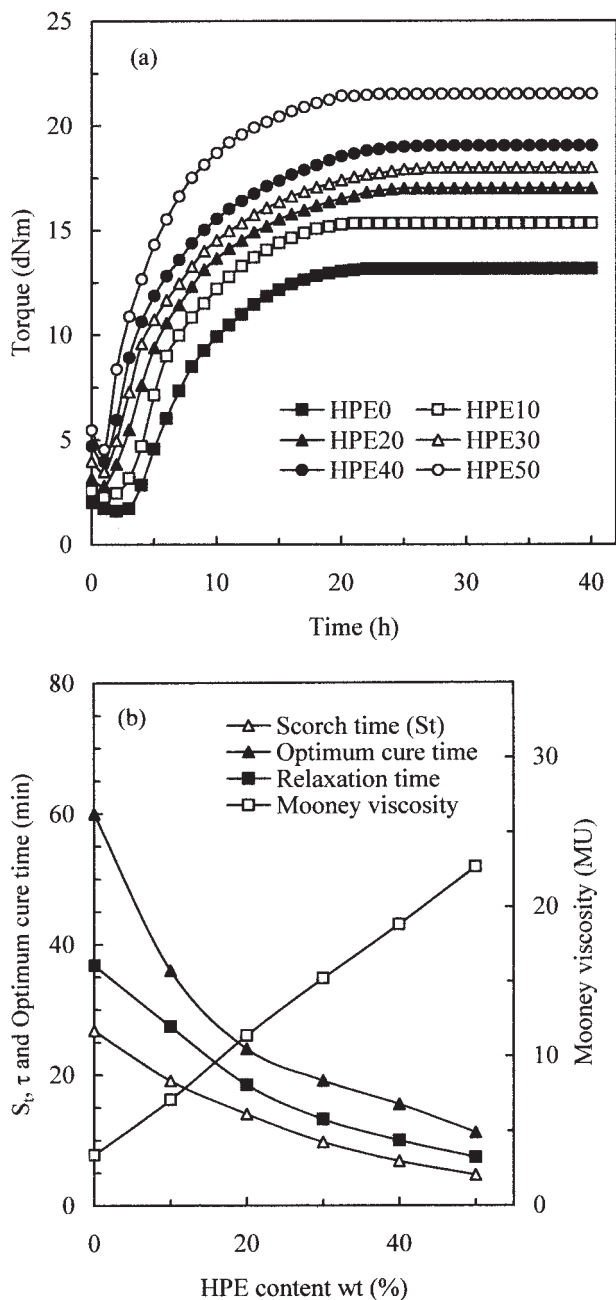 (a)
25
20
15
10
5
0
Torque (dNm)
HPE0 HPE10
HPE20 HPE30
HPE40 HPE50
0 10 20 30 40
Time (h)
(b)
80
60
40
20
0
S_t, τ and Optimum cure time (min)
Scorch time (St)
Optimum cure time
Relaxation time
Mooney viscosity
30
20
10
0
Mooney viscosity (MU)
0 20 40
HPE content wt (%)